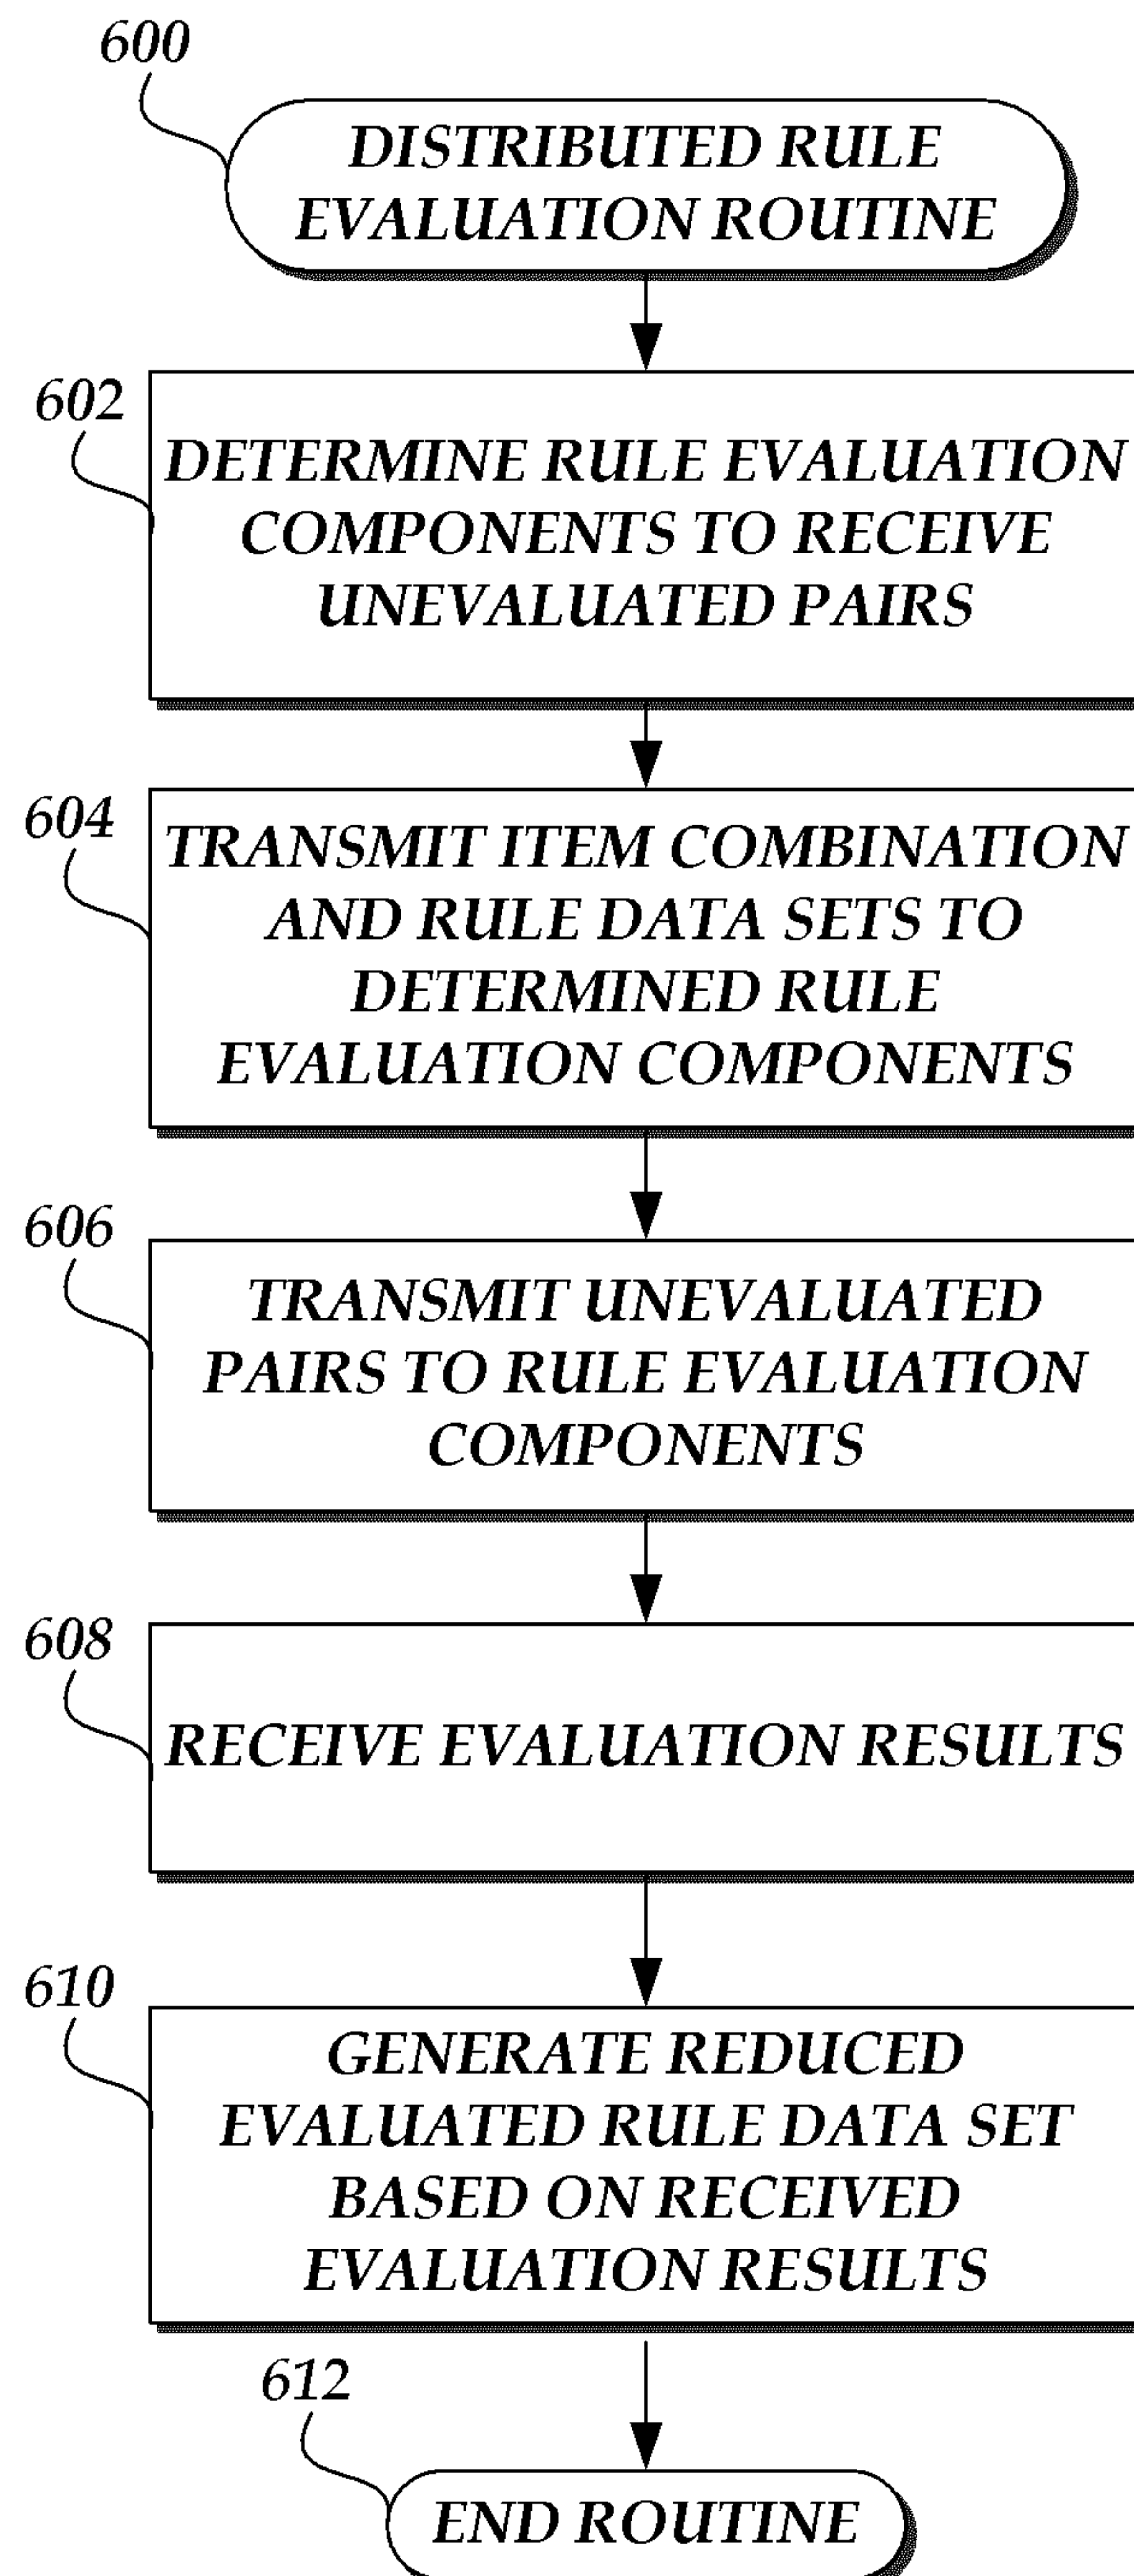 600
DISTRIBUTED RULE
EVALUATION ROUTINE
602
DETERMINE RULE EVALUATION
COMPONENTS TO RECEIVE
UNEVALUATED PAIRS
604
TRANSMIT ITEM COMBINATION
AND RULE DATA SETS TO
DETERMINED RULE
EVALUATION COMPONENTS
606
TRANSMIT UNEVALUATED
PAIRS TO RULE EVALUATION
COMPONENTS
608
RECEIVE EVALUATION RESULTS
610
GENERATE REDUCED
EVALUATED RULE DATA SET
BASED ON RECEIVED
EVALUATION RESULTS
612
END ROUTINE